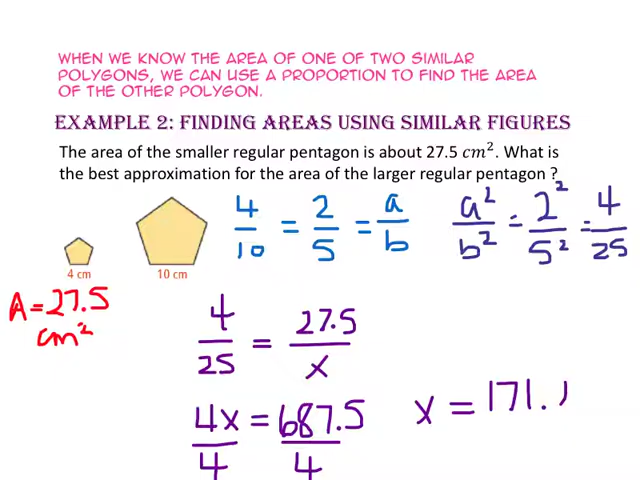 WHEN WE KNOW THE AREA OF ONE OF TWO SIMILAR
POLYGONS, WE CAN USE A PROPORTION TO FIND THE AREA
OF THE OTHER POLYGON.
EXAMPLE 2: FINDING AREAS USING SIMILAR FIGURES
The area of the smaller regular pentagon is about 27.5 cm². What is
the best approximation for the area of the larger regular pentagon ?
4/10 = 2/5 = a/b
a²/b² = 2²/5² = 4/25
4 cm
10 cm
A = 27.5
cm²
4/25 = 27.5/x
4x/4 = 687.5/4
x = 171.